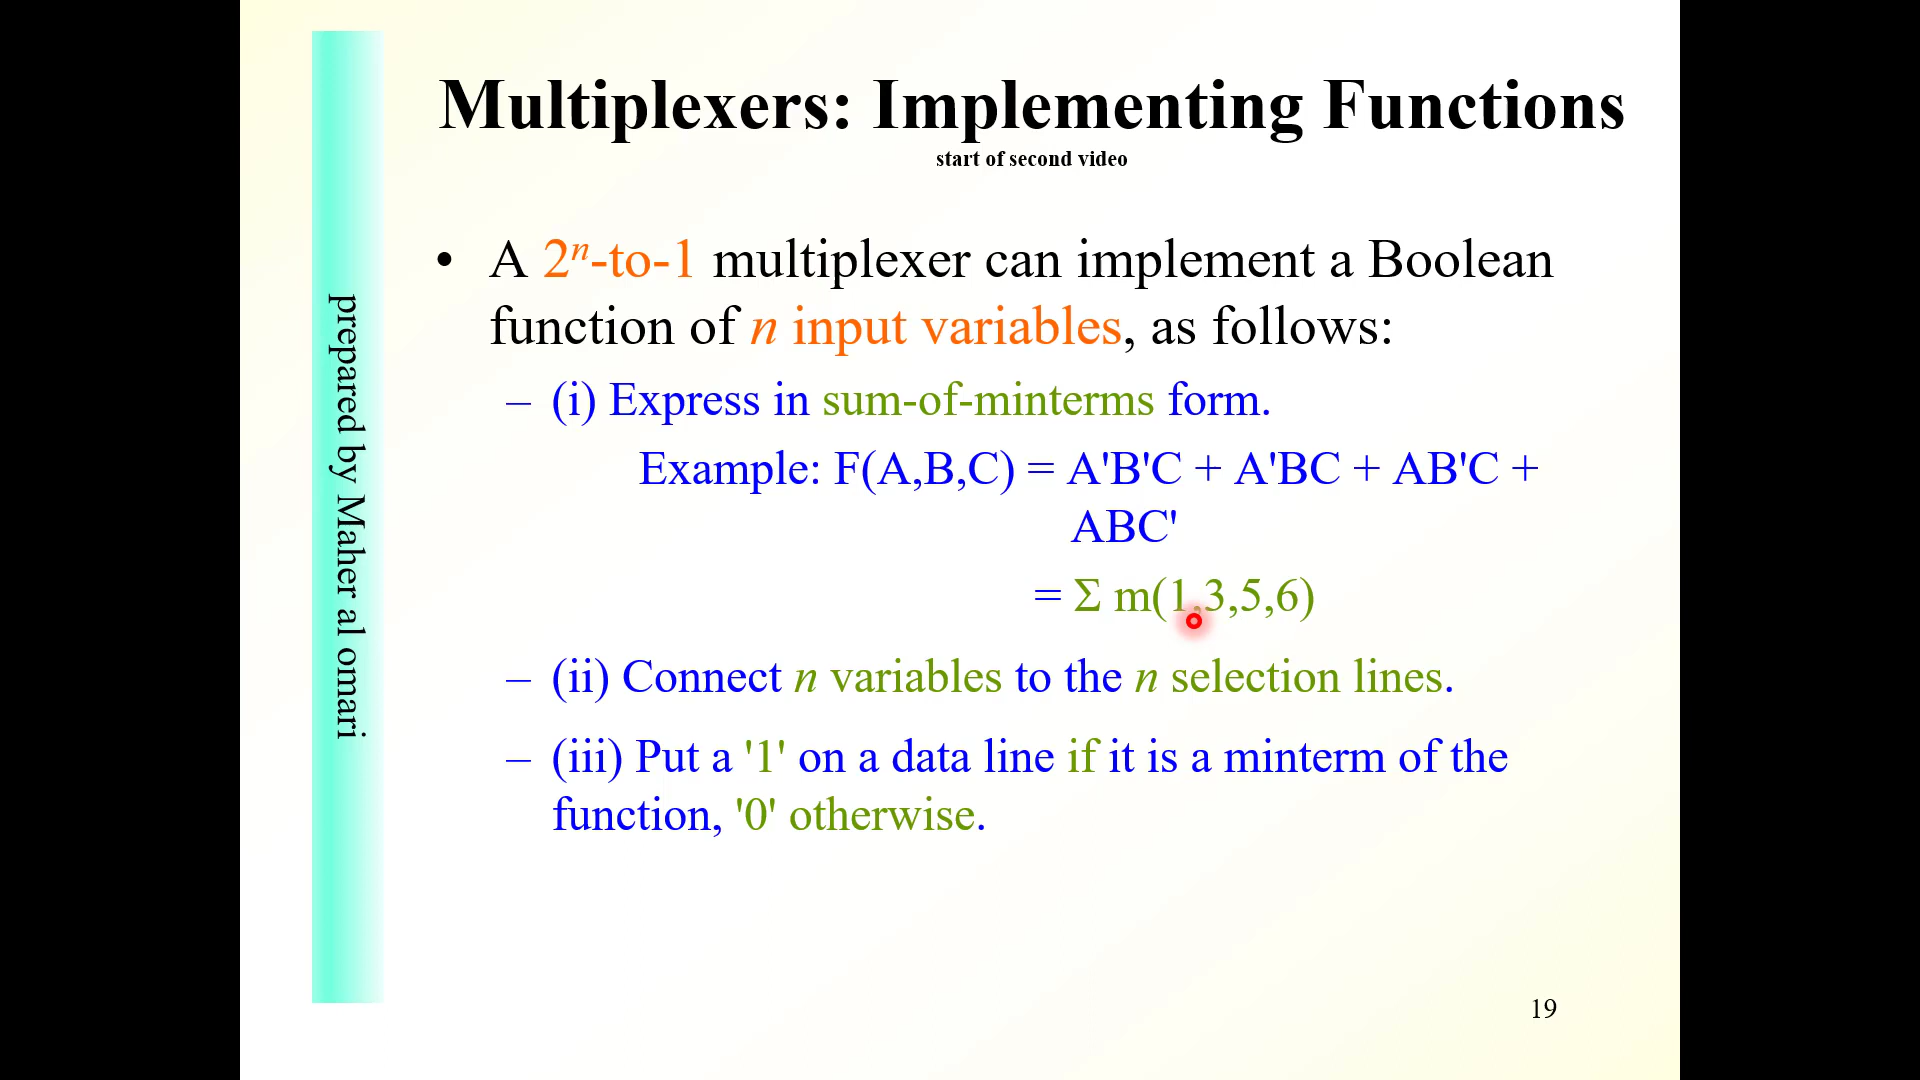 Multiplexers: Implementing Functions
start of second video
• A 2ⁿ-to-1 multiplexer can implement a Boolean
function of n input variables, as follows:
– (i) Express in sum-of-minterms form.
Example: F(A,B,C) = A'B'C + A'BC + AB'C +
ABC'
= Σ m(1,3,5,6)
– (ii) Connect n variables to the n selection lines.
– (iii) Put a '1' on a data line if it is a minterm of the
function, '0' otherwise.
prepared by Maher al omari
19